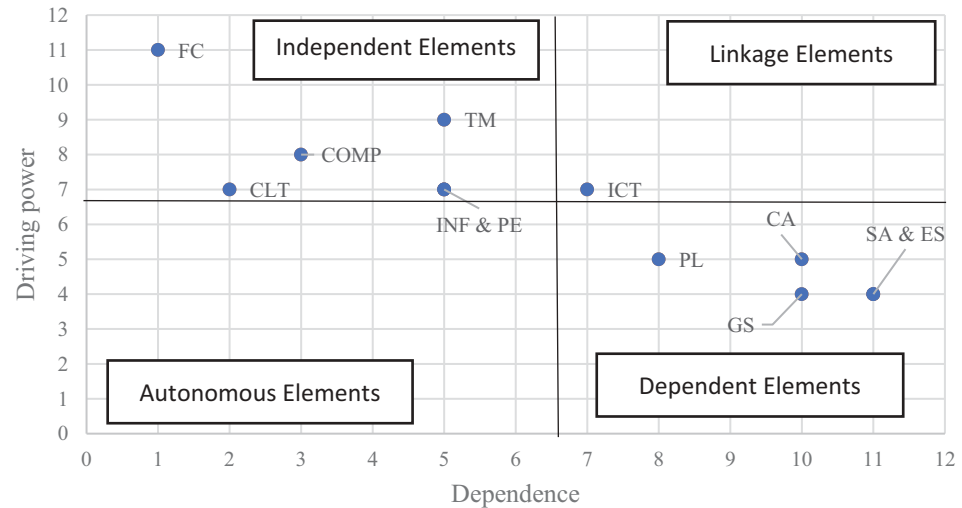 12
11
10
9
8
7
6
5
4
3
2
1
0
Driving power
Independent Elements
Linkage Elements
FC
TM
COMP
CLT
INF & PE
ICT
CA
SA & ES
PL
GS
Autonomous Elements
Dependent Elements
0 1 2 3 4 5 6 7 8 9 10 11 12
Dependence